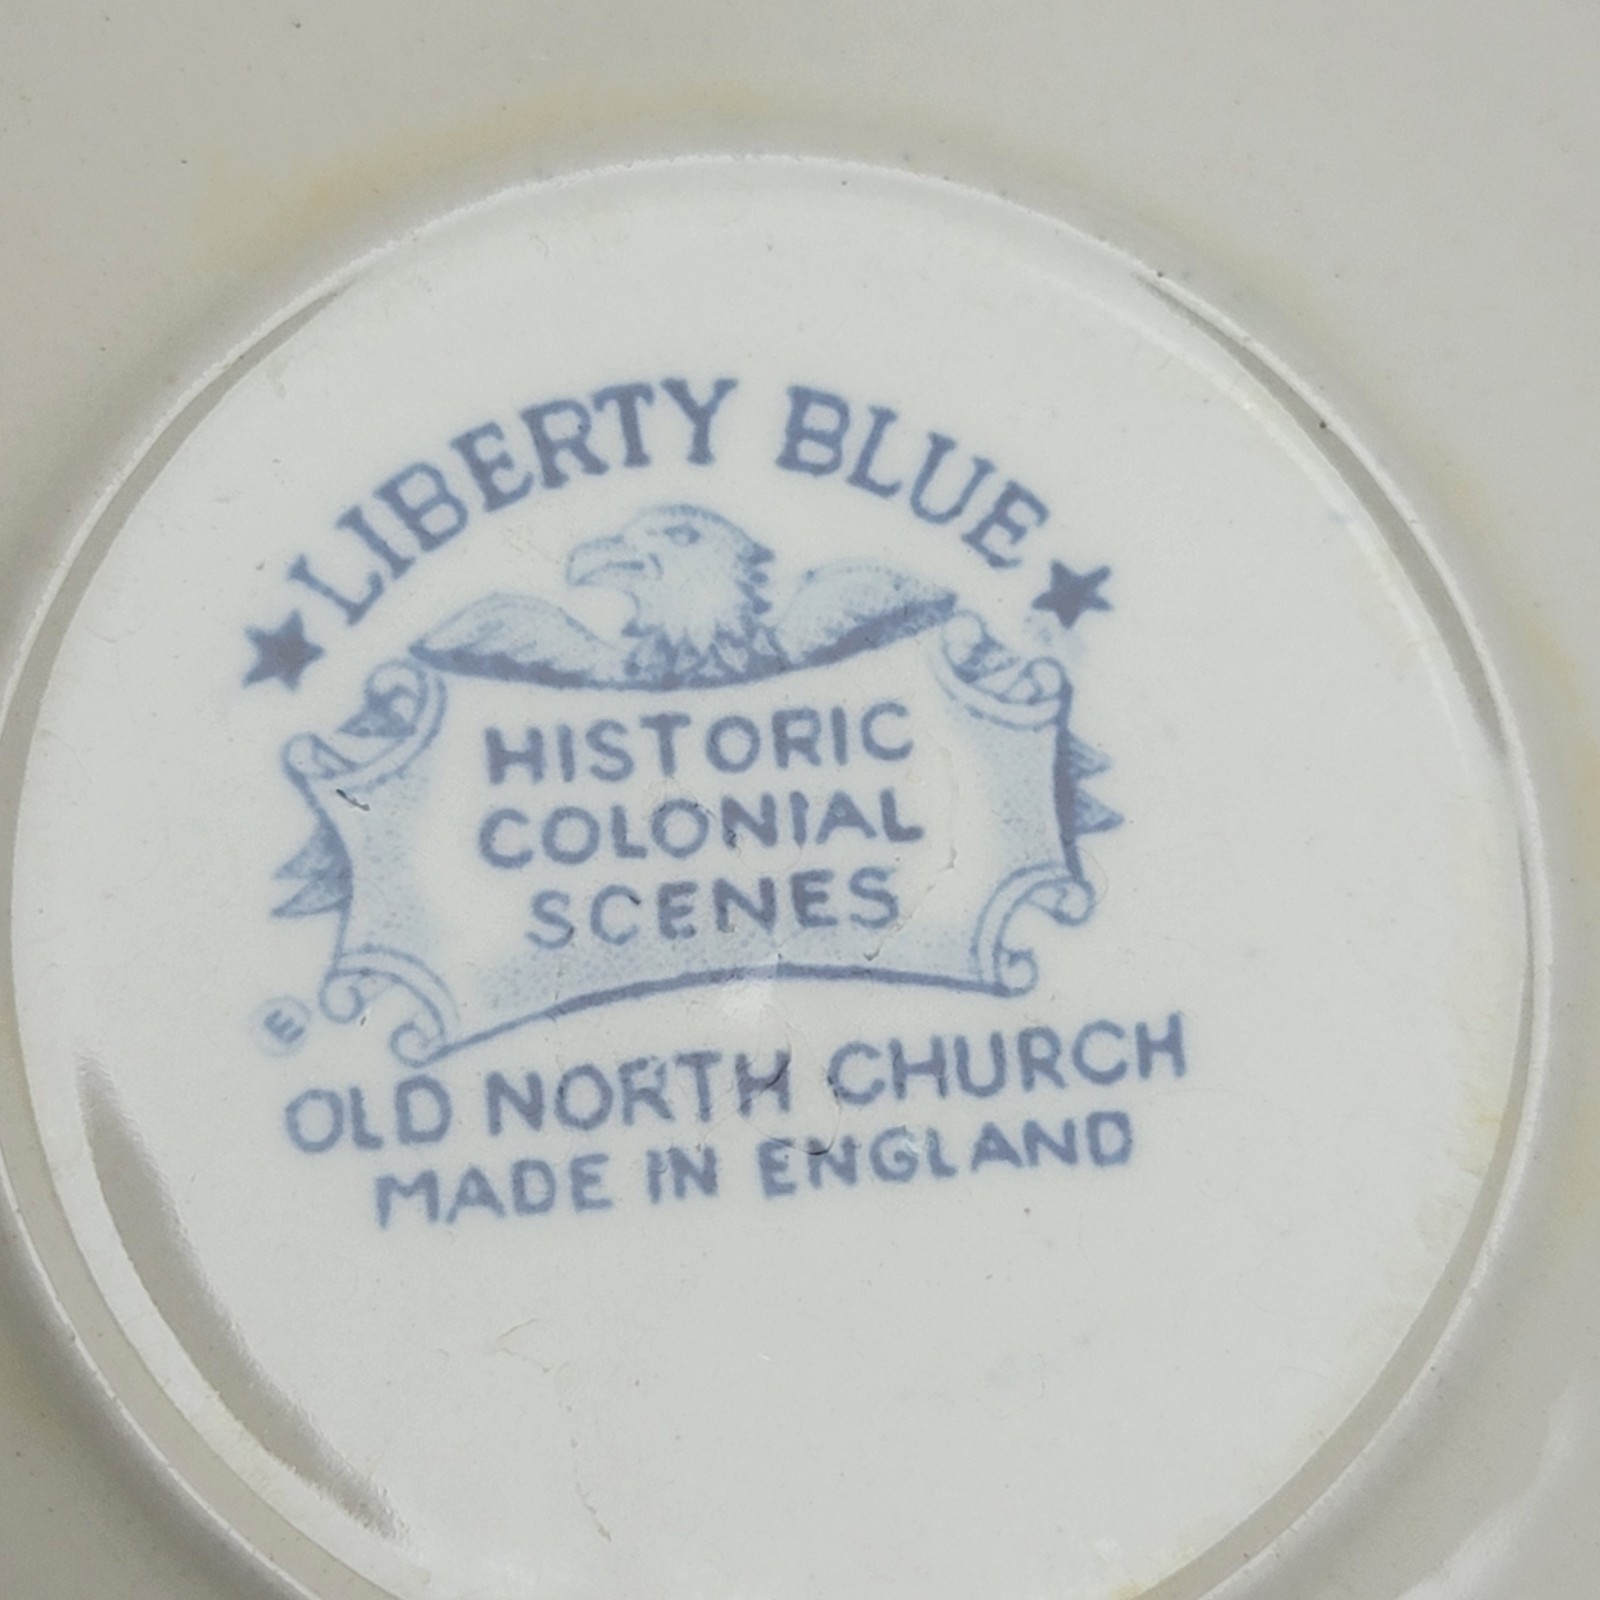 LIBERTY BLUE
HISTORIC
COLONIAL
SCENES
E
OLD NORTH CHURCH
MADE IN ENGLAND